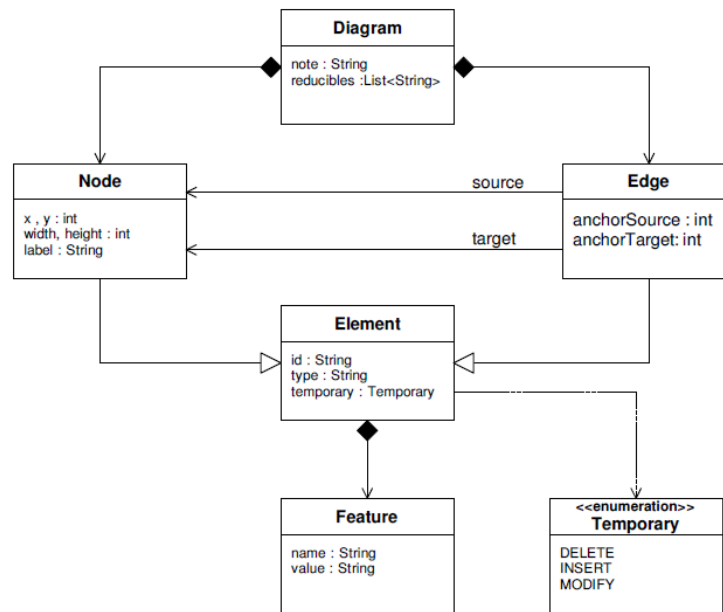 Diagram
note : String
reducibles :List<String>
Node
x , y : int
width, height : int
label : String
source
target
Edge
anchorSource : int
anchorTarget: int
Element
id : String
type : String
temporary : Temporary
Feature
name : String
value : String
<<enumeration>>
Temporary
DELETE
INSERT
MODIFY